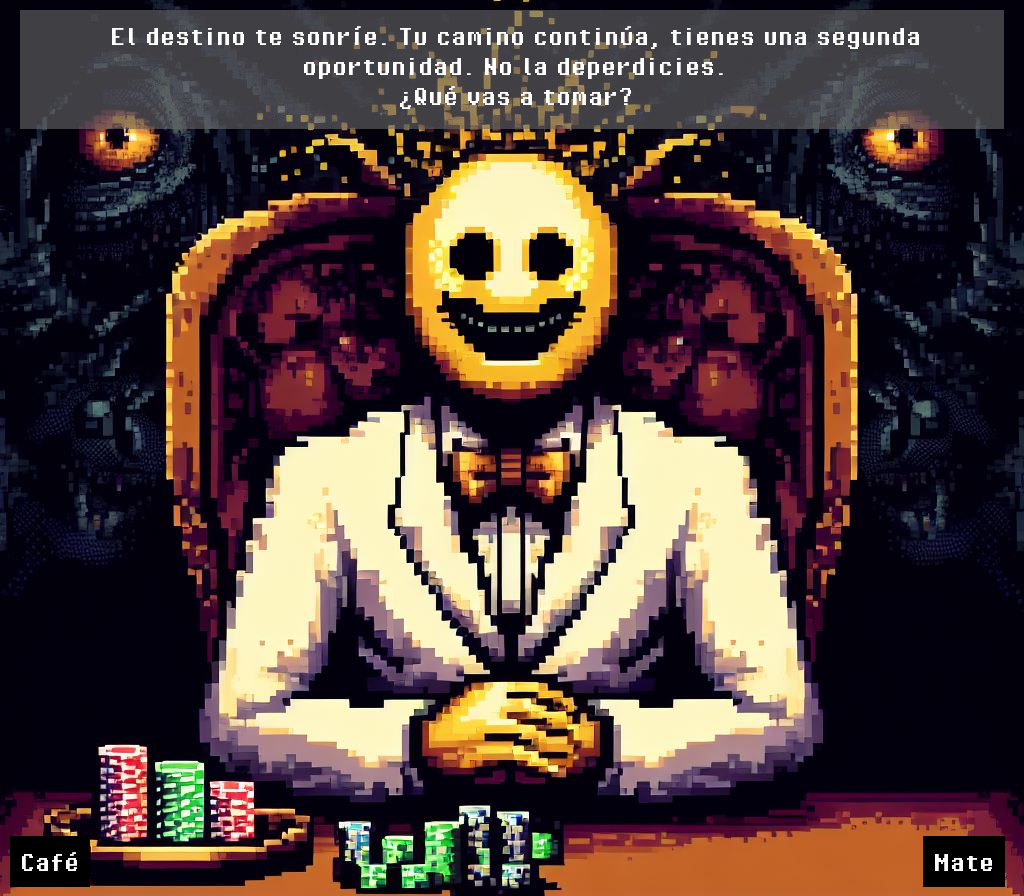 El destino te sonríe. Tu camino continúa, tienes una segunda
oportunidad. No la deperdicies.
¿Qué vas a tomar?
Café
Mate